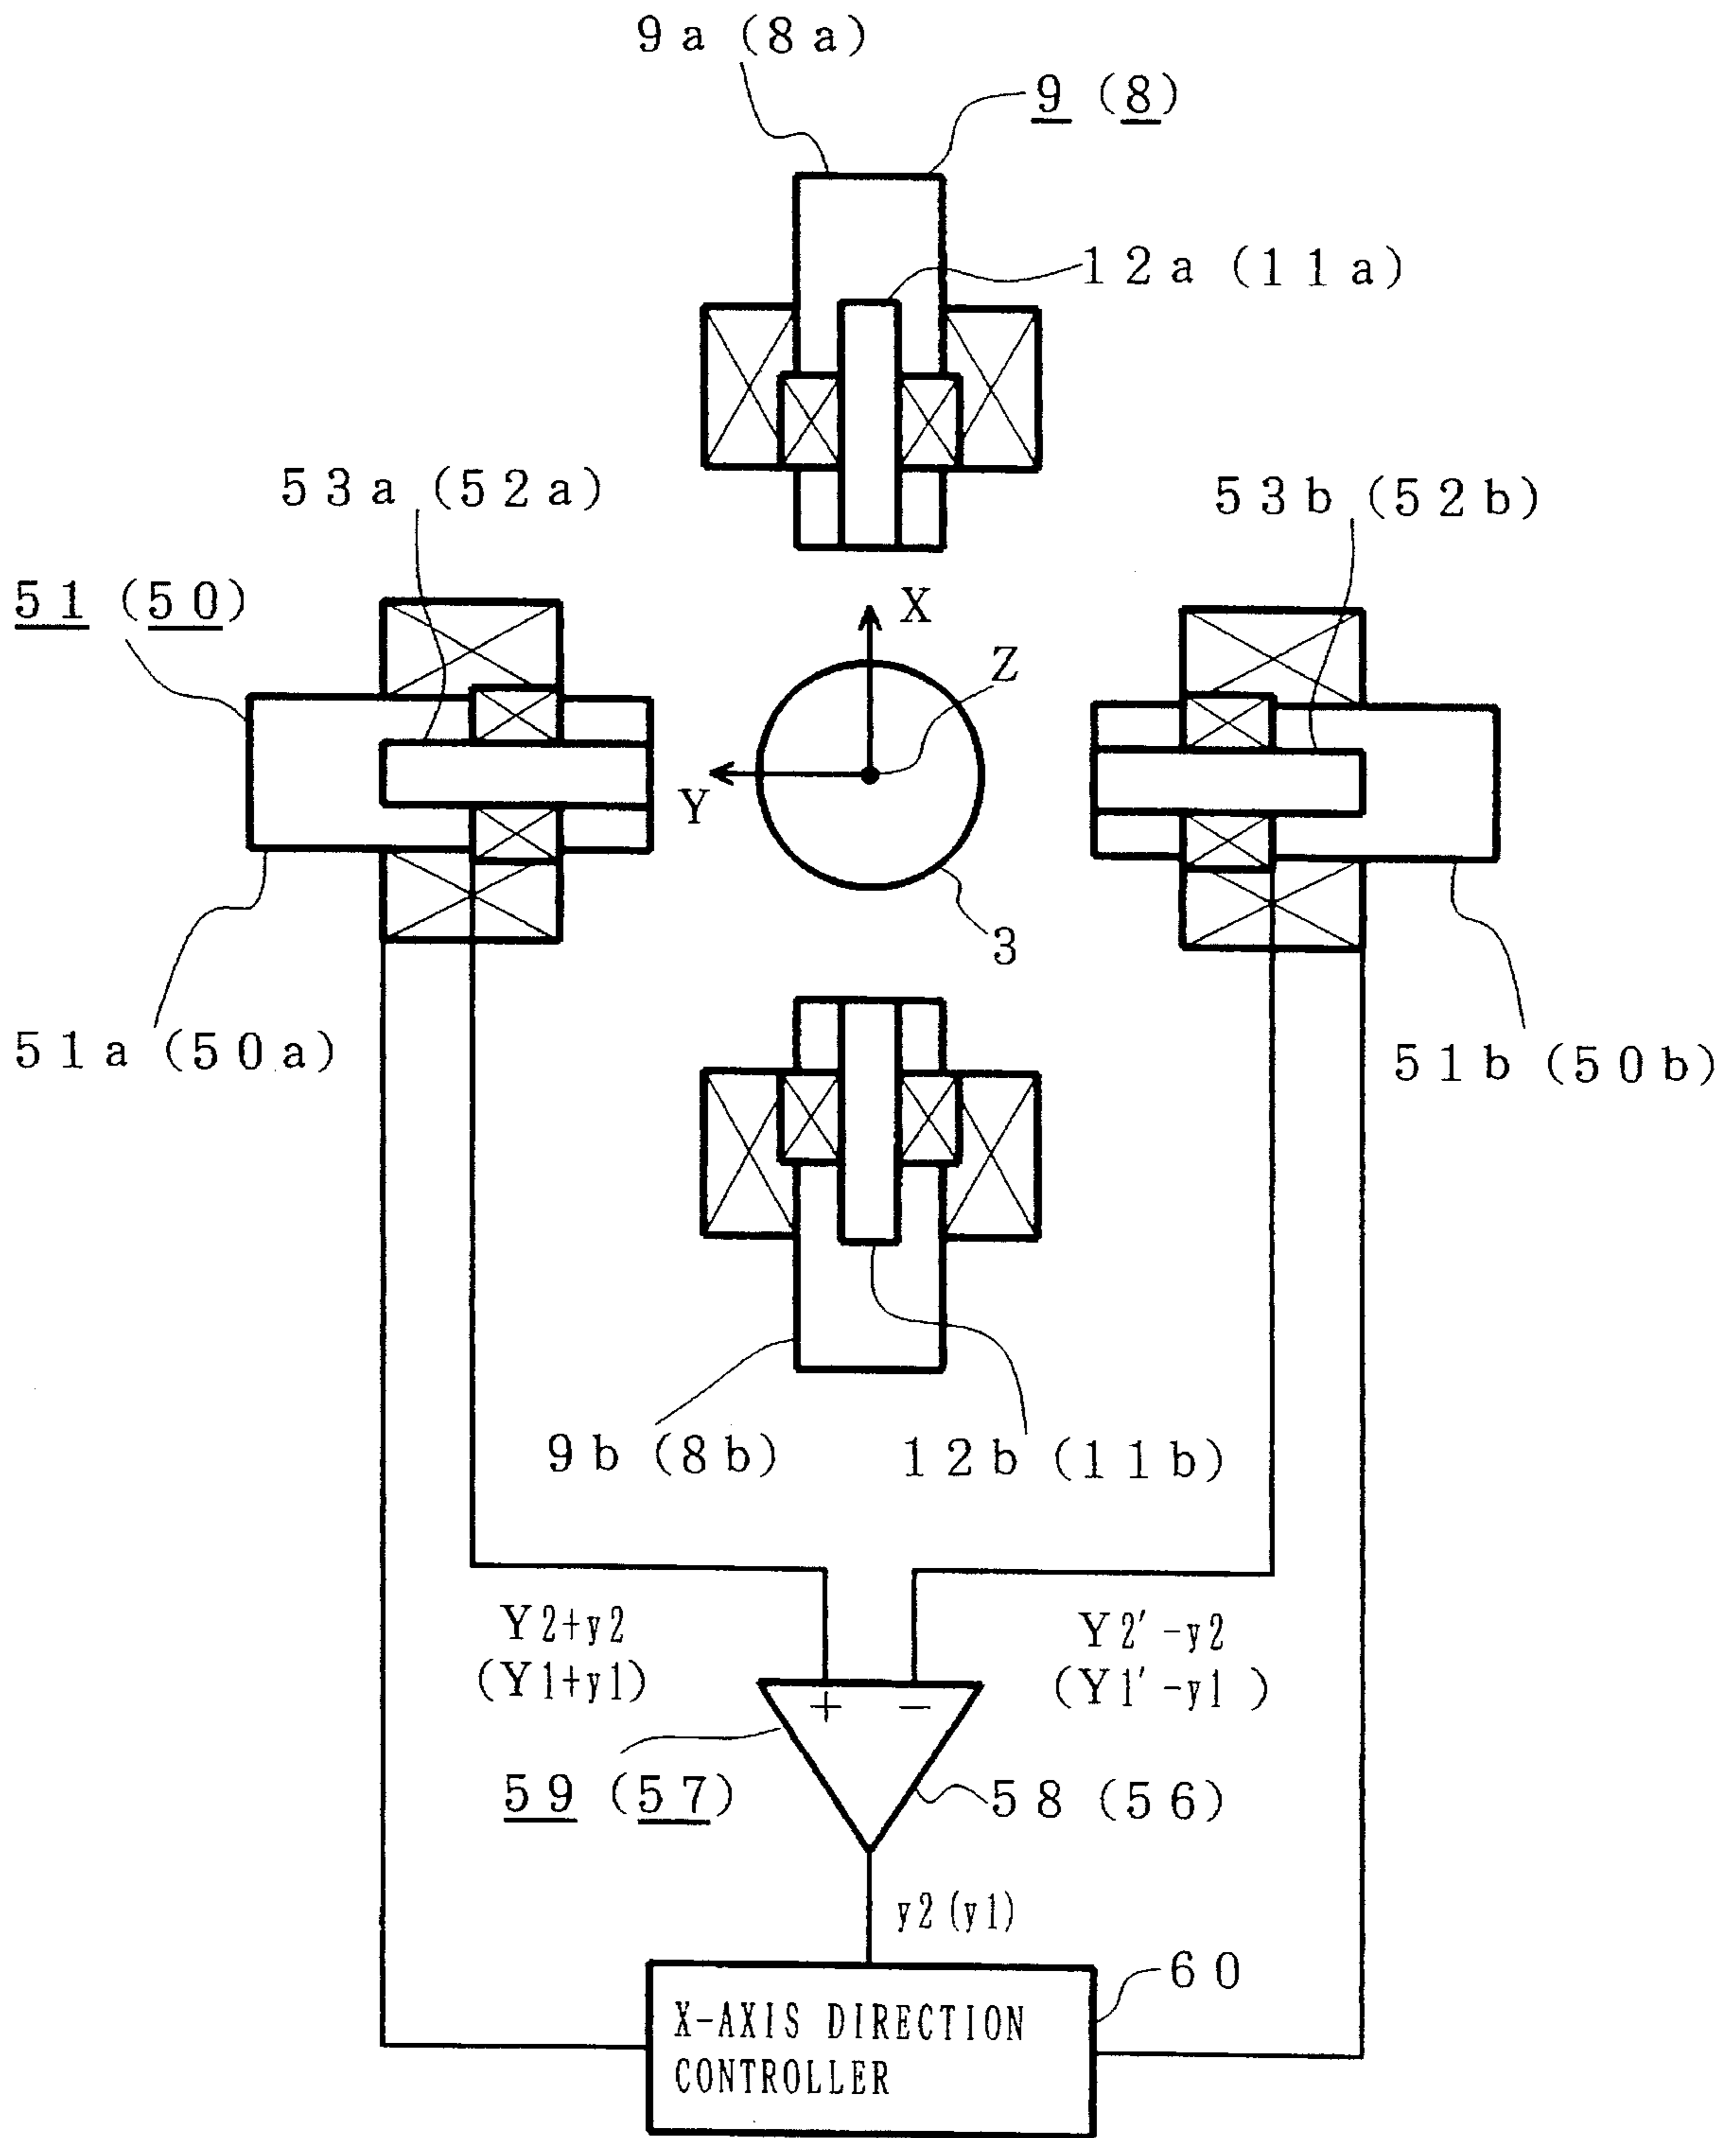 9a (8a)
9 (8)
12a (11a)
53a (52a)
53b (52b)
51 (50)
X
Z
Y
3
51a (50a)
51b (50b)
9b (8b)
12b (11b)
Y2+y2
(Y1+y1)
Y2'-y2
(Y1'-y1 )
+ −
59 (57)
58 (56)
y2 (y1)
60
X-AXIS DIRECTION
CONTROLLER